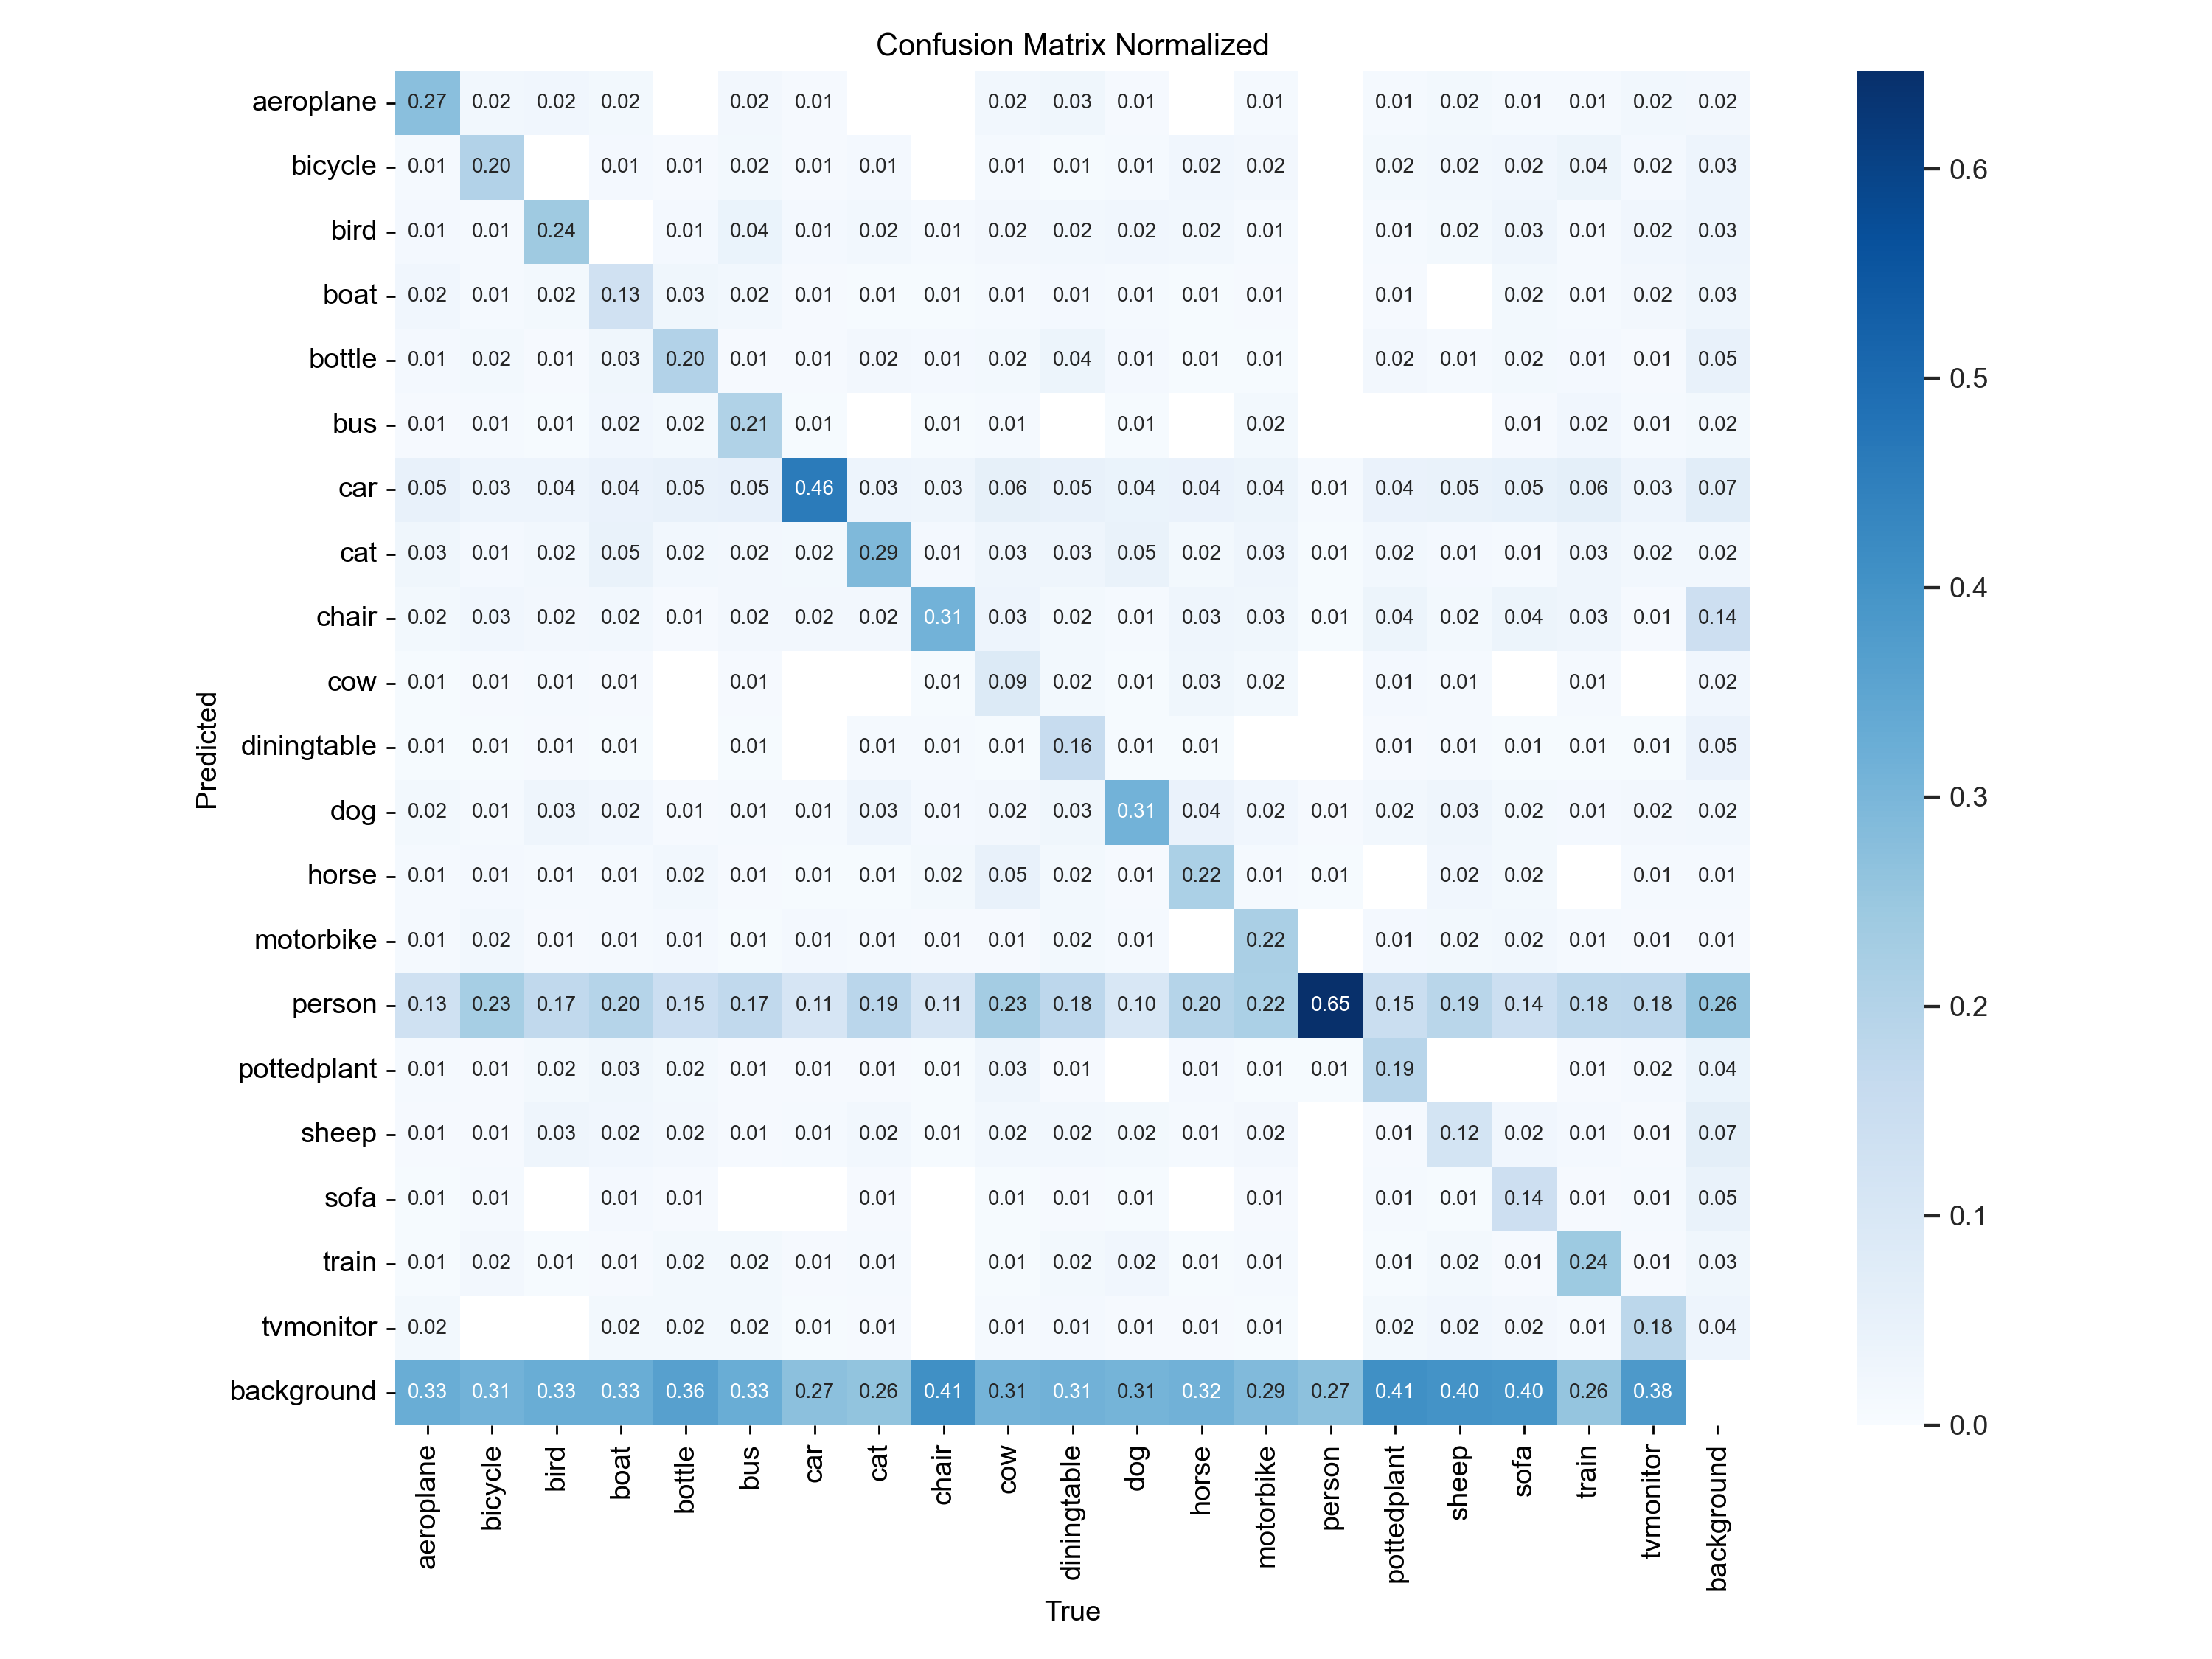 Confusion Matrix Normalized
aeroplane 0.27 0.02 0.02 0.02 0.02 0.01 0.02 0.03 0.01 0.01 0.01 0.02 0.01 0.01 0.02 0.02
bicycle 0.01 0.20 0.01 0.01 0.02 0.01 0.01 0.01 0.01 0.01 0.02 0.02 0.02 0.02 0.02 0.04 0.02 0.03
bird 0.01 0.01 0.24 0.01 0.04 0.01 0.02 0.01 0.02 0.02 0.02 0.02 0.01 0.01 0.02 0.03 0.01 0.02 0.03
boat 0.02 0.01 0.02 0.13 0.03 0.02 0.01 0.01 0.01 0.01 0.01 0.01 0.01 0.01 0.01 0.02 0.01 0.02 0.03
bottle 0.01 0.02 0.01 0.03 0.20 0.01 0.01 0.02 0.01 0.02 0.04 0.01 0.01 0.01 0.02 0.01 0.02 0.01 0.01 0.05
bus 0.01 0.01 0.01 0.02 0.02 0.21 0.01 0.01 0.01 0.01 0.02 0.01 0.02 0.01 0.02
car 0.05 0.03 0.04 0.04 0.05 0.05 0.46 0.03 0.03 0.06 0.05 0.04 0.04 0.04 0.01 0.04 0.05 0.05 0.06 0.03 0.07
cat 0.03 0.01 0.02 0.05 0.02 0.02 0.02 0.29 0.01 0.03 0.03 0.05 0.02 0.03 0.01 0.02 0.01 0.01 0.03 0.02 0.02
chair 0.02 0.03 0.02 0.02 0.01 0.02 0.02 0.02 0.31 0.03 0.02 0.01 0.03 0.03 0.01 0.04 0.02 0.04 0.03 0.01 0.14
cow 0.01 0.01 0.01 0.01 0.01 0.01 0.09 0.02 0.01 0.03 0.02 0.01 0.01 0.01 0.02
diningtable 0.01 0.01 0.01 0.01 0.01 0.01 0.01 0.01 0.16 0.01 0.01 0.01 0.01 0.01 0.01 0.01 0.05
dog 0.02 0.01 0.03 0.02 0.01 0.01 0.01 0.03 0.01 0.02 0.03 0.31 0.04 0.02 0.01 0.02 0.03 0.02 0.01 0.02 0.02
horse 0.01 0.01 0.01 0.01 0.02 0.01 0.01 0.01 0.02 0.05 0.02 0.01 0.22 0.01 0.01 0.02 0.02 0.01 0.01
motorbike 0.01 0.02 0.01 0.01 0.01 0.01 0.01 0.01 0.01 0.01 0.02 0.01 0.22 0.01 0.02 0.02 0.01 0.01 0.01
person 0.13 0.23 0.17 0.20 0.15 0.17 0.11 0.19 0.11 0.23 0.18 0.10 0.20 0.22 0.65 0.15 0.19 0.14 0.18 0.18 0.26
pottedplant 0.01 0.01 0.02 0.03 0.02 0.01 0.01 0.01 0.01 0.03 0.01 0.01 0.01 0.01 0.19 0.01 0.02 0.04
sheep 0.01 0.01 0.03 0.02 0.02 0.01 0.01 0.02 0.01 0.02 0.02 0.02 0.01 0.02 0.01 0.12 0.02 0.01 0.01 0.07
sofa 0.01 0.01 0.01 0.01 0.01 0.01 0.01 0.01 0.01 0.01 0.01 0.14 0.01 0.01 0.05
train 0.01 0.02 0.01 0.01 0.02 0.02 0.01 0.01 0.01 0.02 0.02 0.01 0.01 0.01 0.02 0.01 0.24 0.01 0.03
tvmonitor 0.02 0.02 0.02 0.02 0.01 0.01 0.01 0.01 0.01 0.01 0.01 0.02 0.02 0.02 0.01 0.18 0.04
background 0.33 0.31 0.33 0.33 0.36 0.33 0.27 0.26 0.41 0.31 0.31 0.31 0.32 0.29 0.27 0.41 0.40 0.40 0.26 0.38
Predicted
aeroplane bicycle bird boat bottle bus car cat chair cow diningtable dog horse motorbike person pottedplant sheep sofa train tvmonitor background
True
0.6
0.5
0.4
0.3
0.2
0.1
0.0